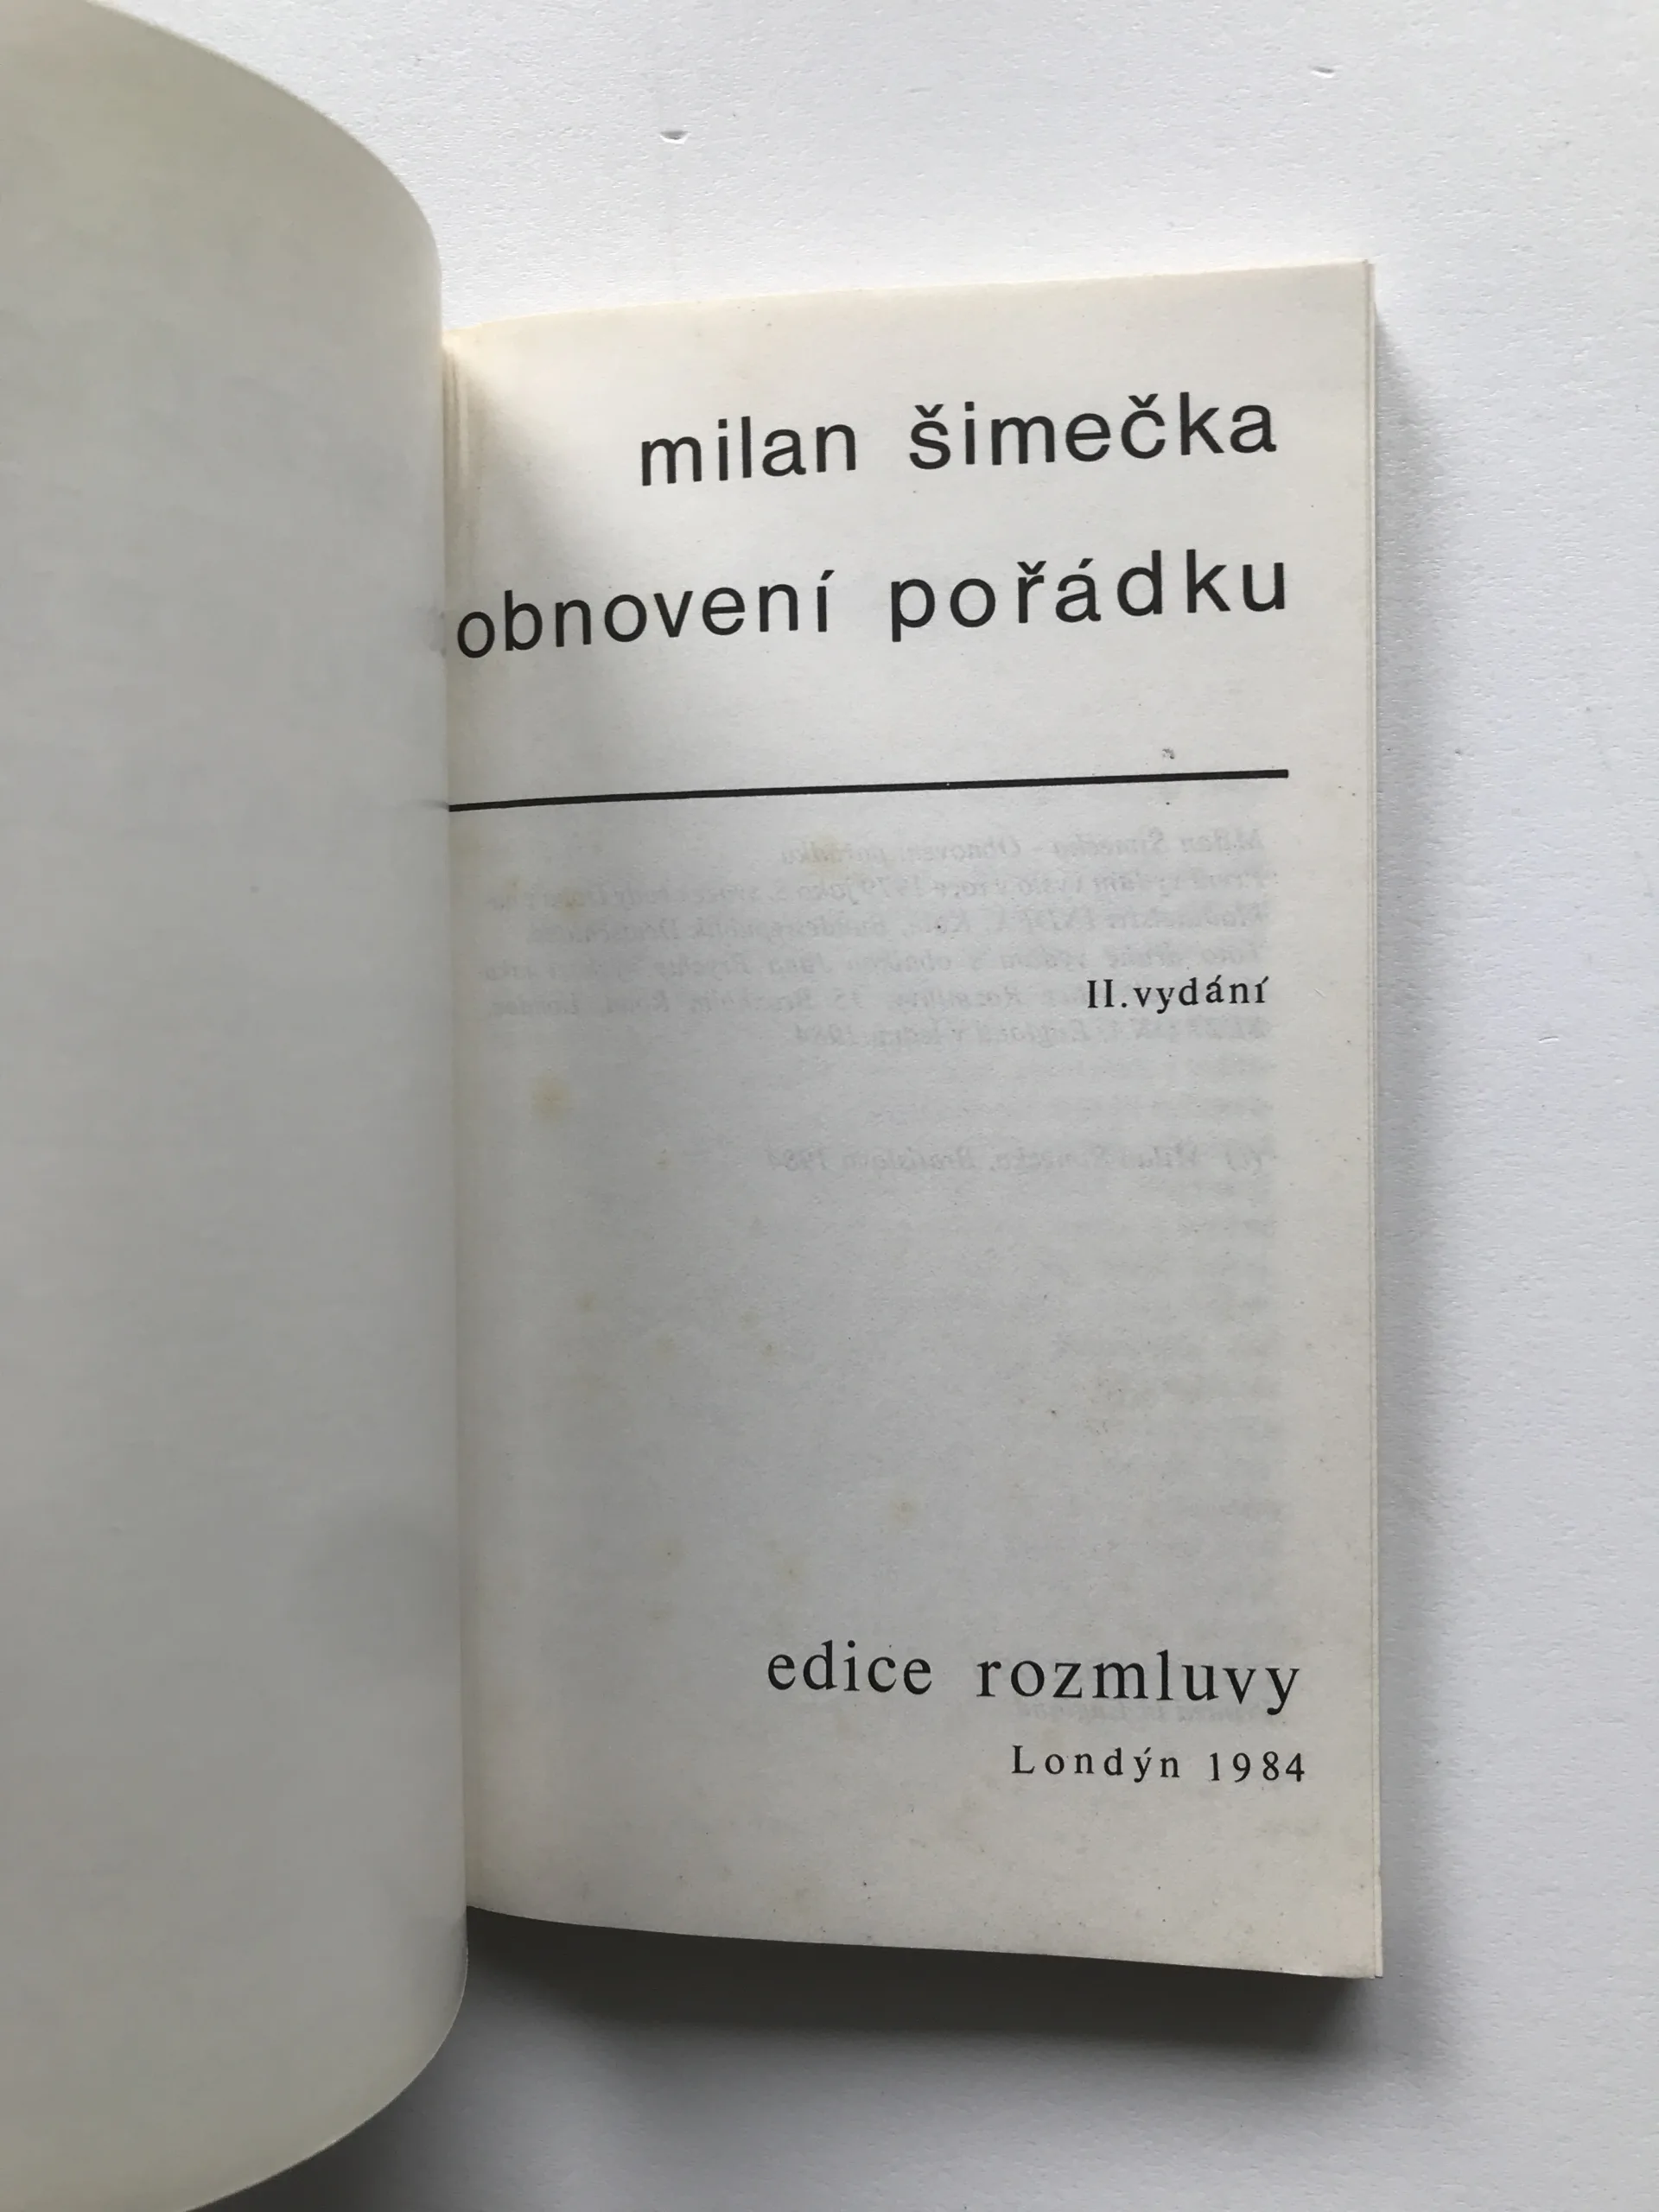 milan šimečka
obnovení pořádku
II.vydání
edice rozmluvy
Londýn 1984